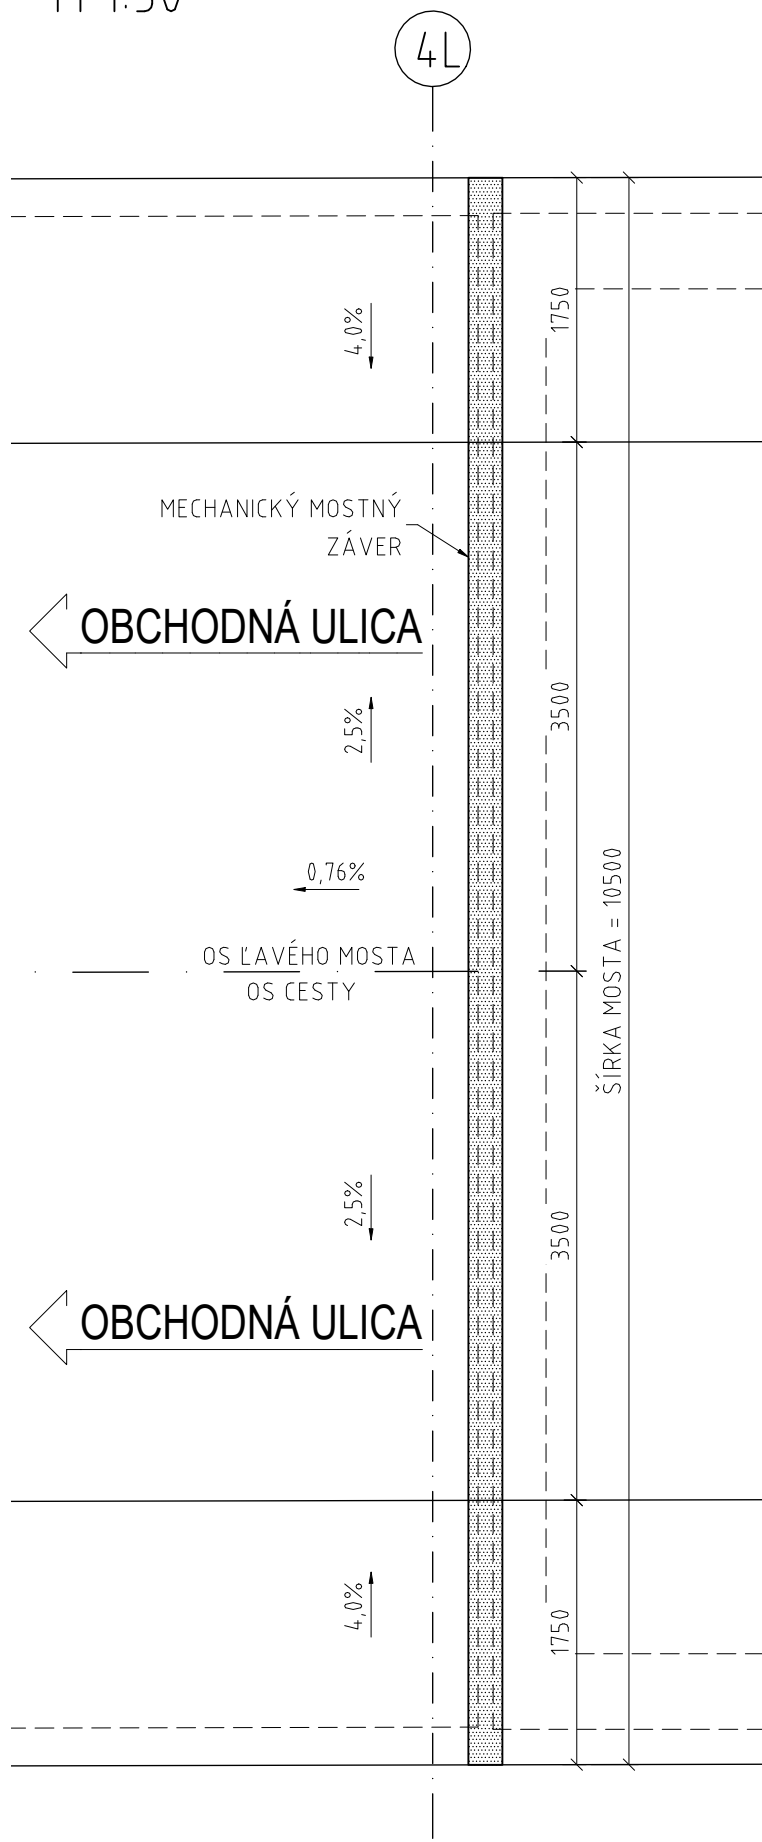 4L
4,0%
1750
MECHANICKÝ MOSTNÝ
ZÁVER
OBCHODNÁ ULICA
2,5%
3500
0,76%
OS ĽAVÉHO MOSTA
OS CESTY
ŠÍRKA MOSTA = 10500
2,5%
3500
OBCHODNÁ ULICA
4,0%
1750